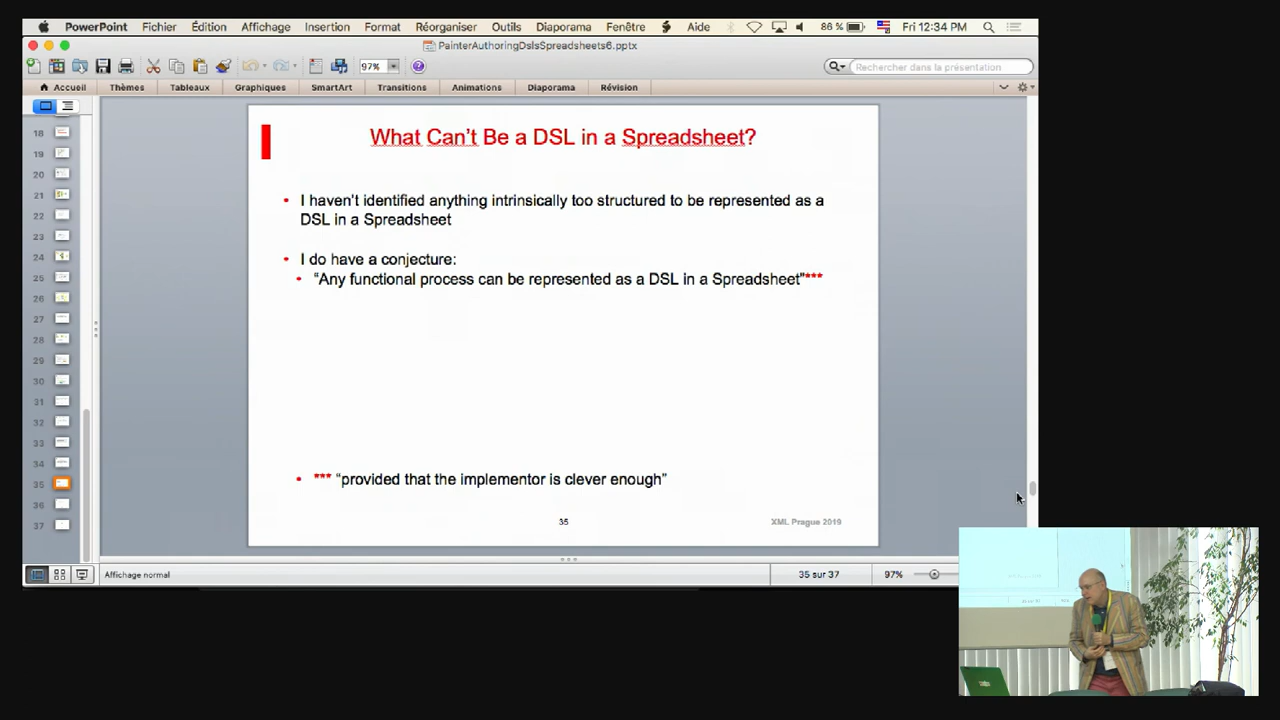 PowerPoint Fichier Édition Affichage Insertion Format Réorganiser Outils Diaporama Fenêtre Aide 86 % Fri 12:34 PM
PainterAuthoringDslsSpreadsheets6.pptx
97% Rechercher dans la présentation
Accueil Thèmes Tableaux Graphiques SmartArt Transitions Animations Diaporama Révision
18
19
20
21
22
23
24
25
26
27
28
29
30
31
32
33
34
35
36
37
What Can't Be a DSL in a Spreadsheet?
• I haven't identified anything intrinsically too structured to be represented as a
DSL in a Spreadsheet
• I do have a conjecture:
• “Any functional process can be represented as a DSL in a Spreadsheet”***
• *** “provided that the implementor is clever enough”
35
XML Prague 2019
Affichage normal 35 sur 37 97%